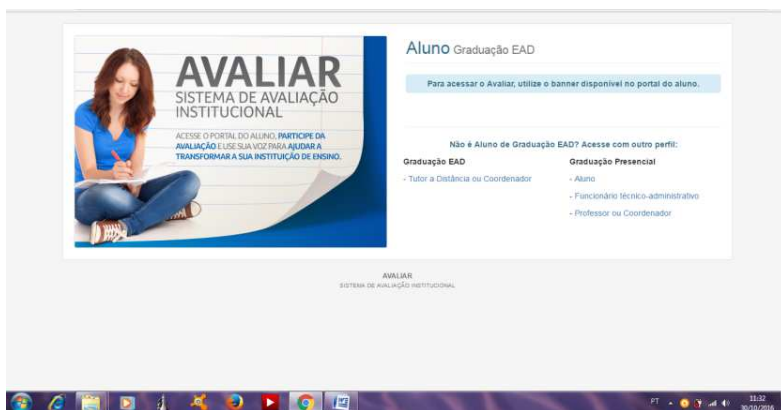 AVALIAR
SISTEMA DE AVALIAÇÃO
INSTITUCIONAL
ACESSE O PORTAL DO ALUNO, PARTICIPE DA
AVALIAÇÃO E USE SUA VOZ PARA AJUDAR A
TRANSFORMAR A SUA INSTITUIÇÃO DE ENSINO.
Aluno Graduação EAD
Para acessar o Avaliar, utilize o banner disponível no portal do aluno.
Não é Aluno de Graduação EAD? Acesse com outro perfil:
Graduação EAD
- Tutor a Distância ou Coordenador
Graduação Presencial
- Aluno
- Funcionário técnico-administrativo
- Professor ou Coordenador
AVALIAR
SISTEMA DE AVALIAÇÃO INSTITUCIONAL
PT
11:32
30/10/2016